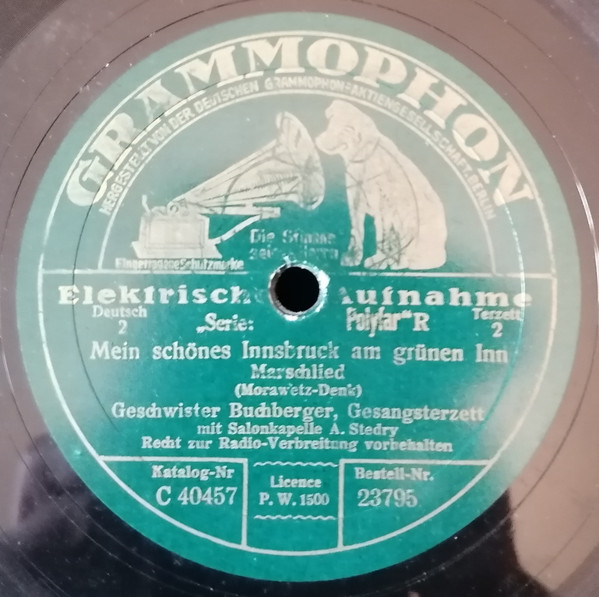 GRAMMOPHON
HERGESTELLT VON DER DEUTSCHEN GRAMMOPHON-AKTIENGESELLSCHAFT, BERLIN
Die Stimme
Eingetragene Schutzmarke
Elektrische Aufnahme
Deutsch
2
„Serie:
Polyfar“ R
Terzett
2
Mein schönes Innsbruck am grünen Inn
Marschlied
(Morawetz-Denk)
Geschwister Buchberger, Gesangsterzett
mit Salonkapelle A. Stedry
Recht zur Radio-Verbreitung vorbehalten
Katalog-Nr
C 40457
Licence
P. W. 1500
Bestell-Nr.
23795